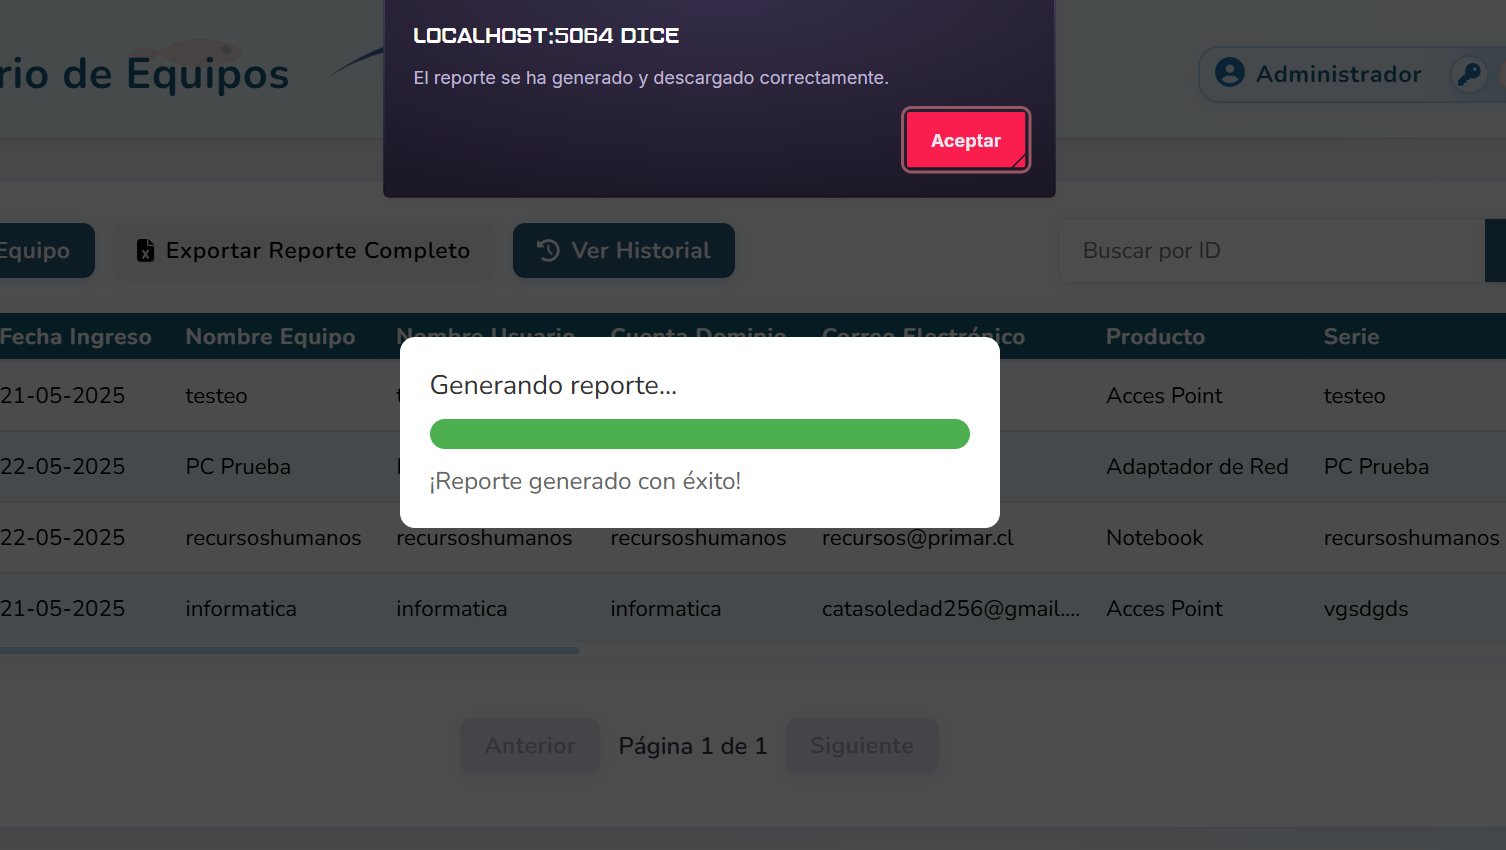 LOCALHOST:5064 DICE
El reporte se ha generado y descargado correctamente.
Aceptar
rio de Equipos
Administrador
Equipo
Exportar Reporte Completo
Ver Historial
Buscar por ID
Fecha Ingreso Nombre Equipo Nombre Usuario Cuenta Dominio Correo Electrónico Producto Serie
21-05-2025 testeo Acces Point testeo
22-05-2025 PC Prueba Adaptador de Red PC Prueba
22-05-2025 recursoshumanos recursoshumanos recursoshumanos recursos@primar.cl Notebook recursoshumanos
21-05-2025 informatica informatica informatica catasoledad256@gmail.... Acces Point vgsdgds
Generando reporte...
¡Reporte generado con éxito!
Anterior Página 1 de 1 Siguiente